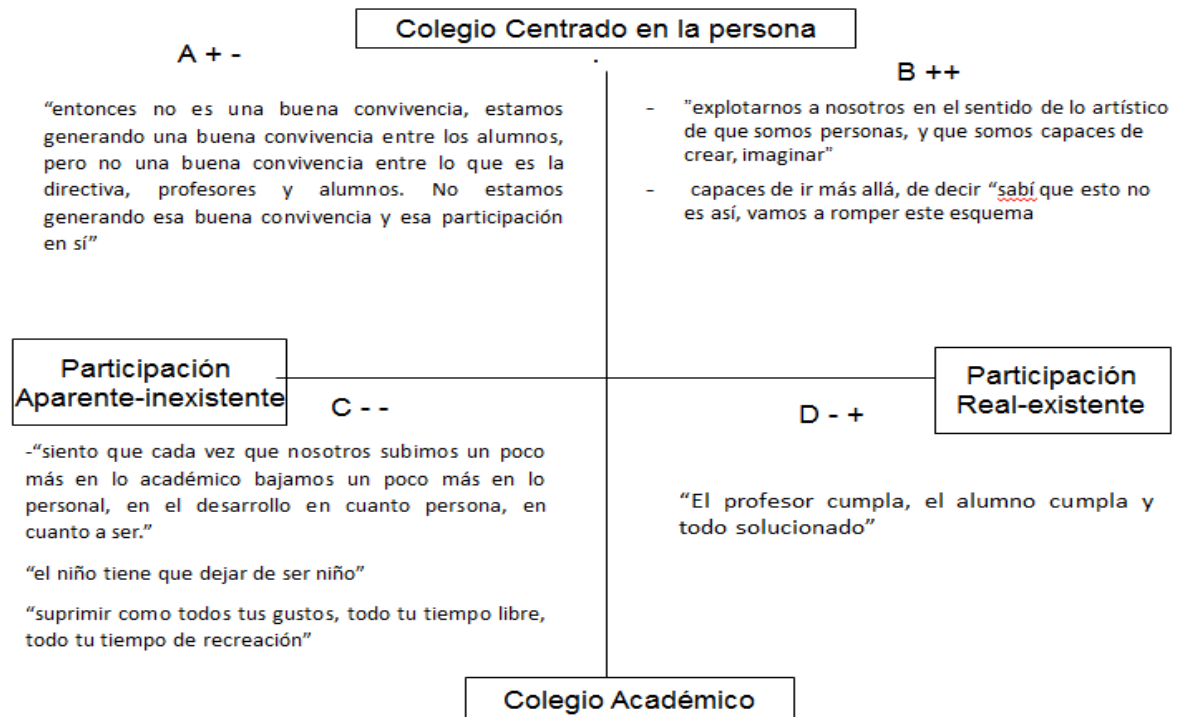 Colegio Centrado en la persona
A + -
“entonces no es una buena convivencia, estamos
generando una buena convivencia entre los alumnos,
pero no una buena convivencia entre lo que es la
directiva, profesores y alumnos. No estamos
generando esa buena convivencia y esa participación
en sí”
B ++
- "explotarnos a nosotros en el sentido de lo artístico
de que somos personas, y que somos capaces de
crear, imaginar"
- capaces de ir más allá, de decir “sabí que esto no
es así, vamos a romper este esquema
Participación
Aparente-inexistente
Participación
Real-existente
C - -
-“siento que cada vez que nosotros subimos un poco
más en lo académico bajamos un poco más en lo
personal, en el desarrollo en cuanto persona, en
cuanto a ser.”
“el niño tiene que dejar de ser niño”
“suprimir como todos tus gustos, todo tu tiempo libre,
todo tu tiempo de recreación”
D - +
“El profesor cumpla, el alumno cumpla y
todo solucionado”
Colegio Académico